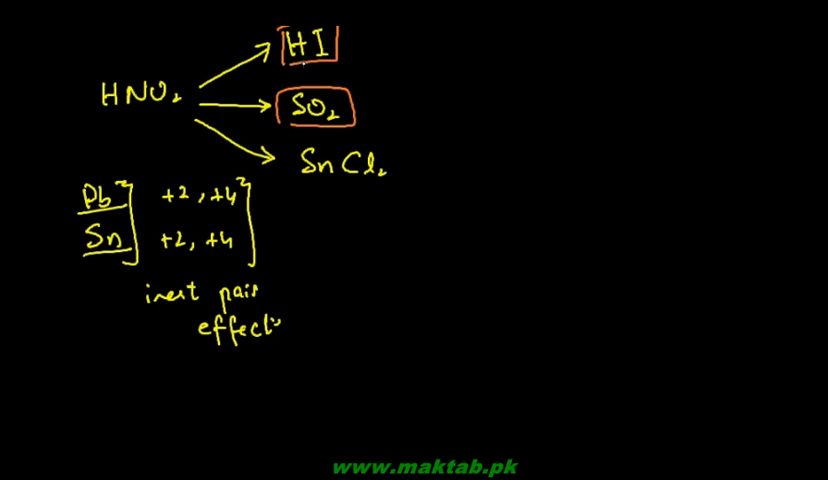 HI
HNO₂
SO₂
SnCl₂
Pb +2, +4
Sn +2, +4
inert pair
effect
www.maktab.pk